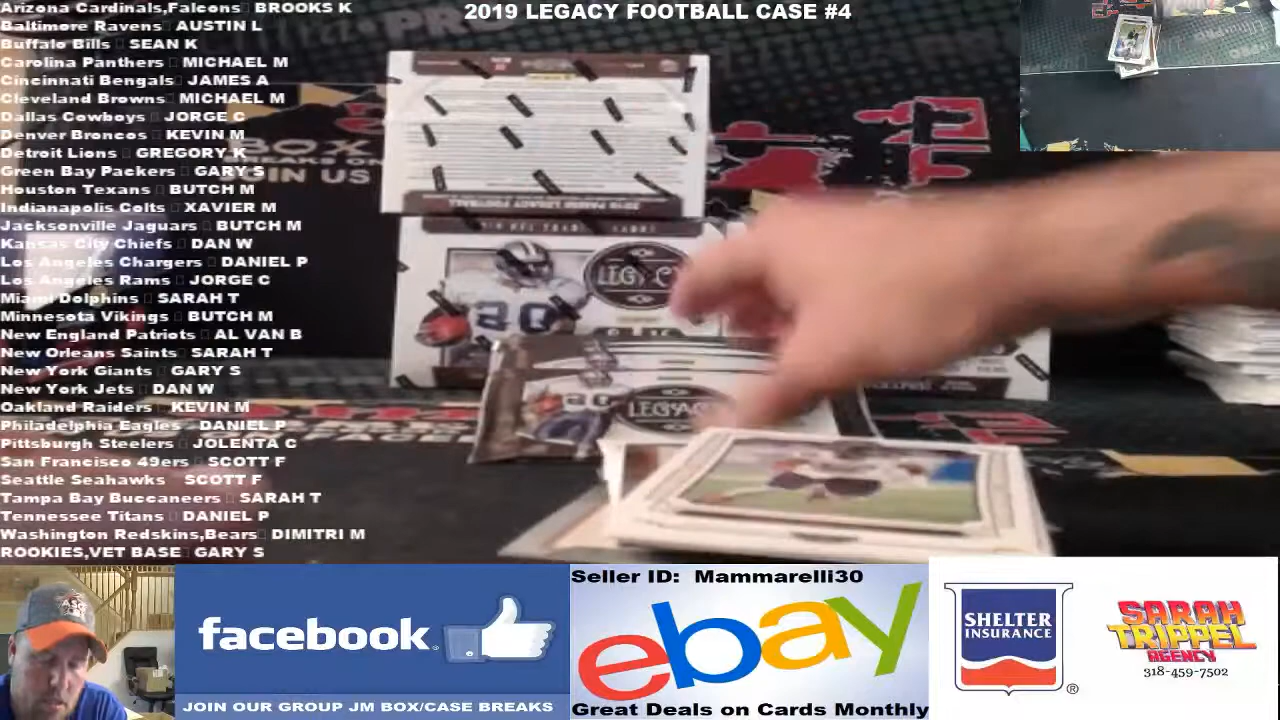 2019 LEGACY FOOTBALL CASE #4
Arizona Cardinals,Falcons BROOKS K
Baltimore Ravens AUSTIN L
Buffalo Bills SEAN K
Carolina Panthers MICHAEL M
Cincinnati Bengals JAMES A
Cleveland Browns MICHAEL M
Dallas Cowboys JORGE C
Denver Broncos KEVIN M
Detroit Lions GREGORY K
Green Bay Packers GARY S
Houston Texans BUTCH M
Indianapolis Colts XAVIER M
Jacksonville Jaguars BUTCH M
Kansas City Chiefs DAN W
Los Angeles Chargers DANIEL P
Los Angeles Rams JORGE C
Miami Dolphins SARAH T
Minnesota Vikings BUTCH M
New England Patriots AL VAN B
New Orleans Saints SARAH T
New York Giants GARY S
New York Jets DAN W
Oakland Raiders KEVIN M
Philadelphia Eagles DANIEL P
Pittsburgh Steelers JOLENTA C
San Francisco 49ers SCOTT F
Seattle Seahawks SCOTT F
Tampa Bay Buccaneers SARAH T
Tennessee Titans DANIEL P
Washington Redskins,Bears DIMITRI M
ROOKIES,VET BASE GARY S
BOX
IN US
80
LEGACY
LEGACY
facebook
JOIN OUR GROUP JM BOX/CASE BREAKS
Seller ID: Mammarelli30
ebay
Great Deals on Cards Monthly
SHELTER
INSURANCE
®
SARAH
TRIPPEL
AGENCY
318-459-7502